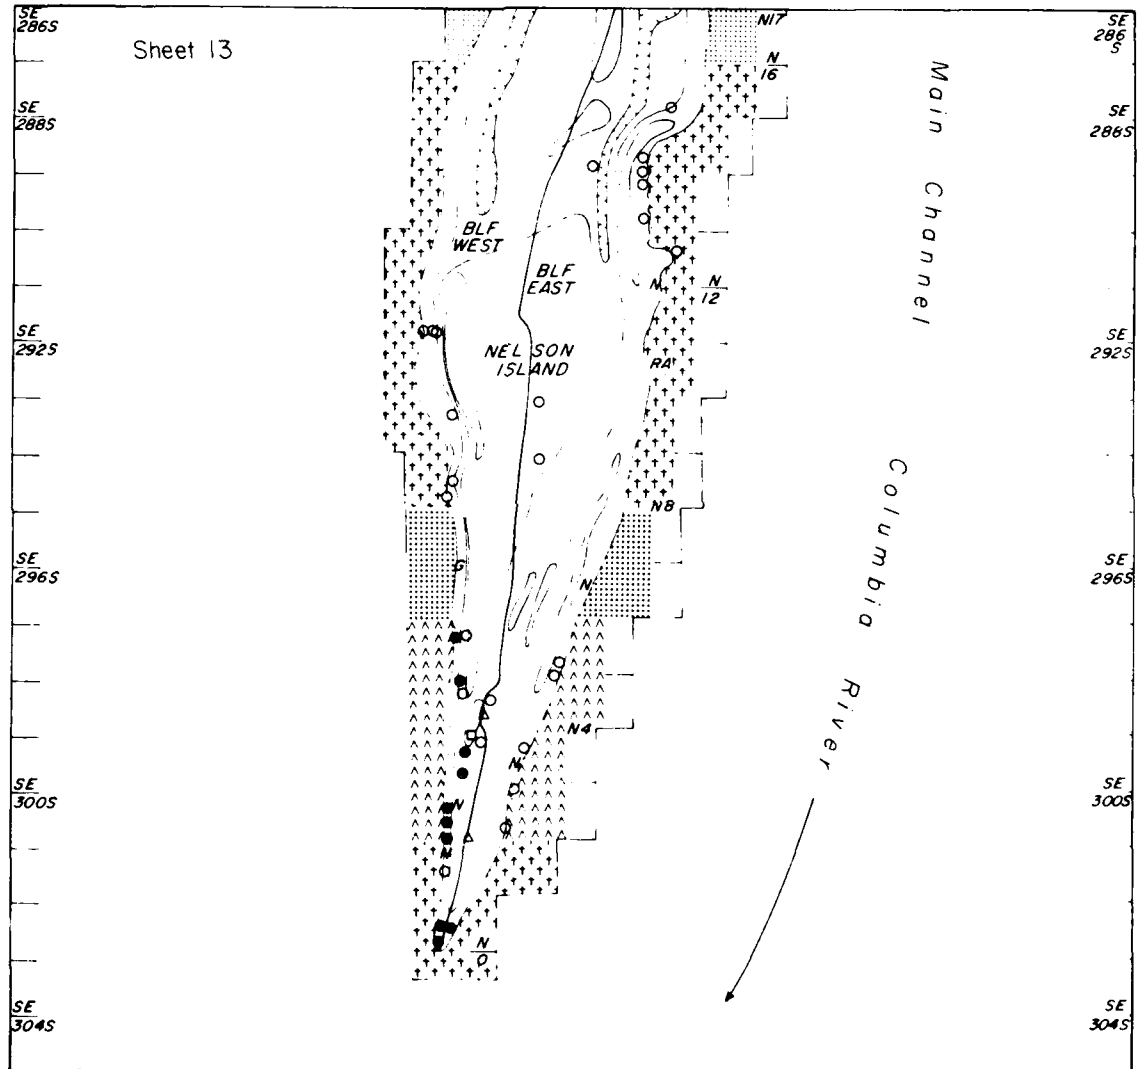 SE
286S
Sheet 13
N17
SE
286
S
N
16
Main Channel
SE
288S
SE
286S
BLF
WEST
BLF
EAST
N
N
12
SE
292S
NELSON
ISLAND
RA
SE
292S
Columbia River
N8
SE
296S
G
N
SE
296S
N4
N
SE
300S
N
SE
300S
N
N
0
SE
304S
SE
304S